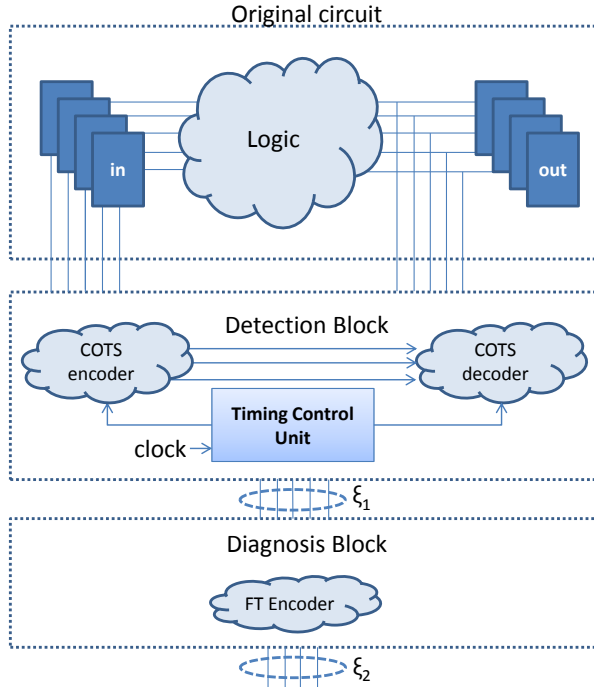 Original circuit
Logic
in
out
Detection Block
COTS
encoder
COTS
decoder
Timing Control
Unit
clock
ξ1
Diagnosis Block
FT Encoder
ξ2